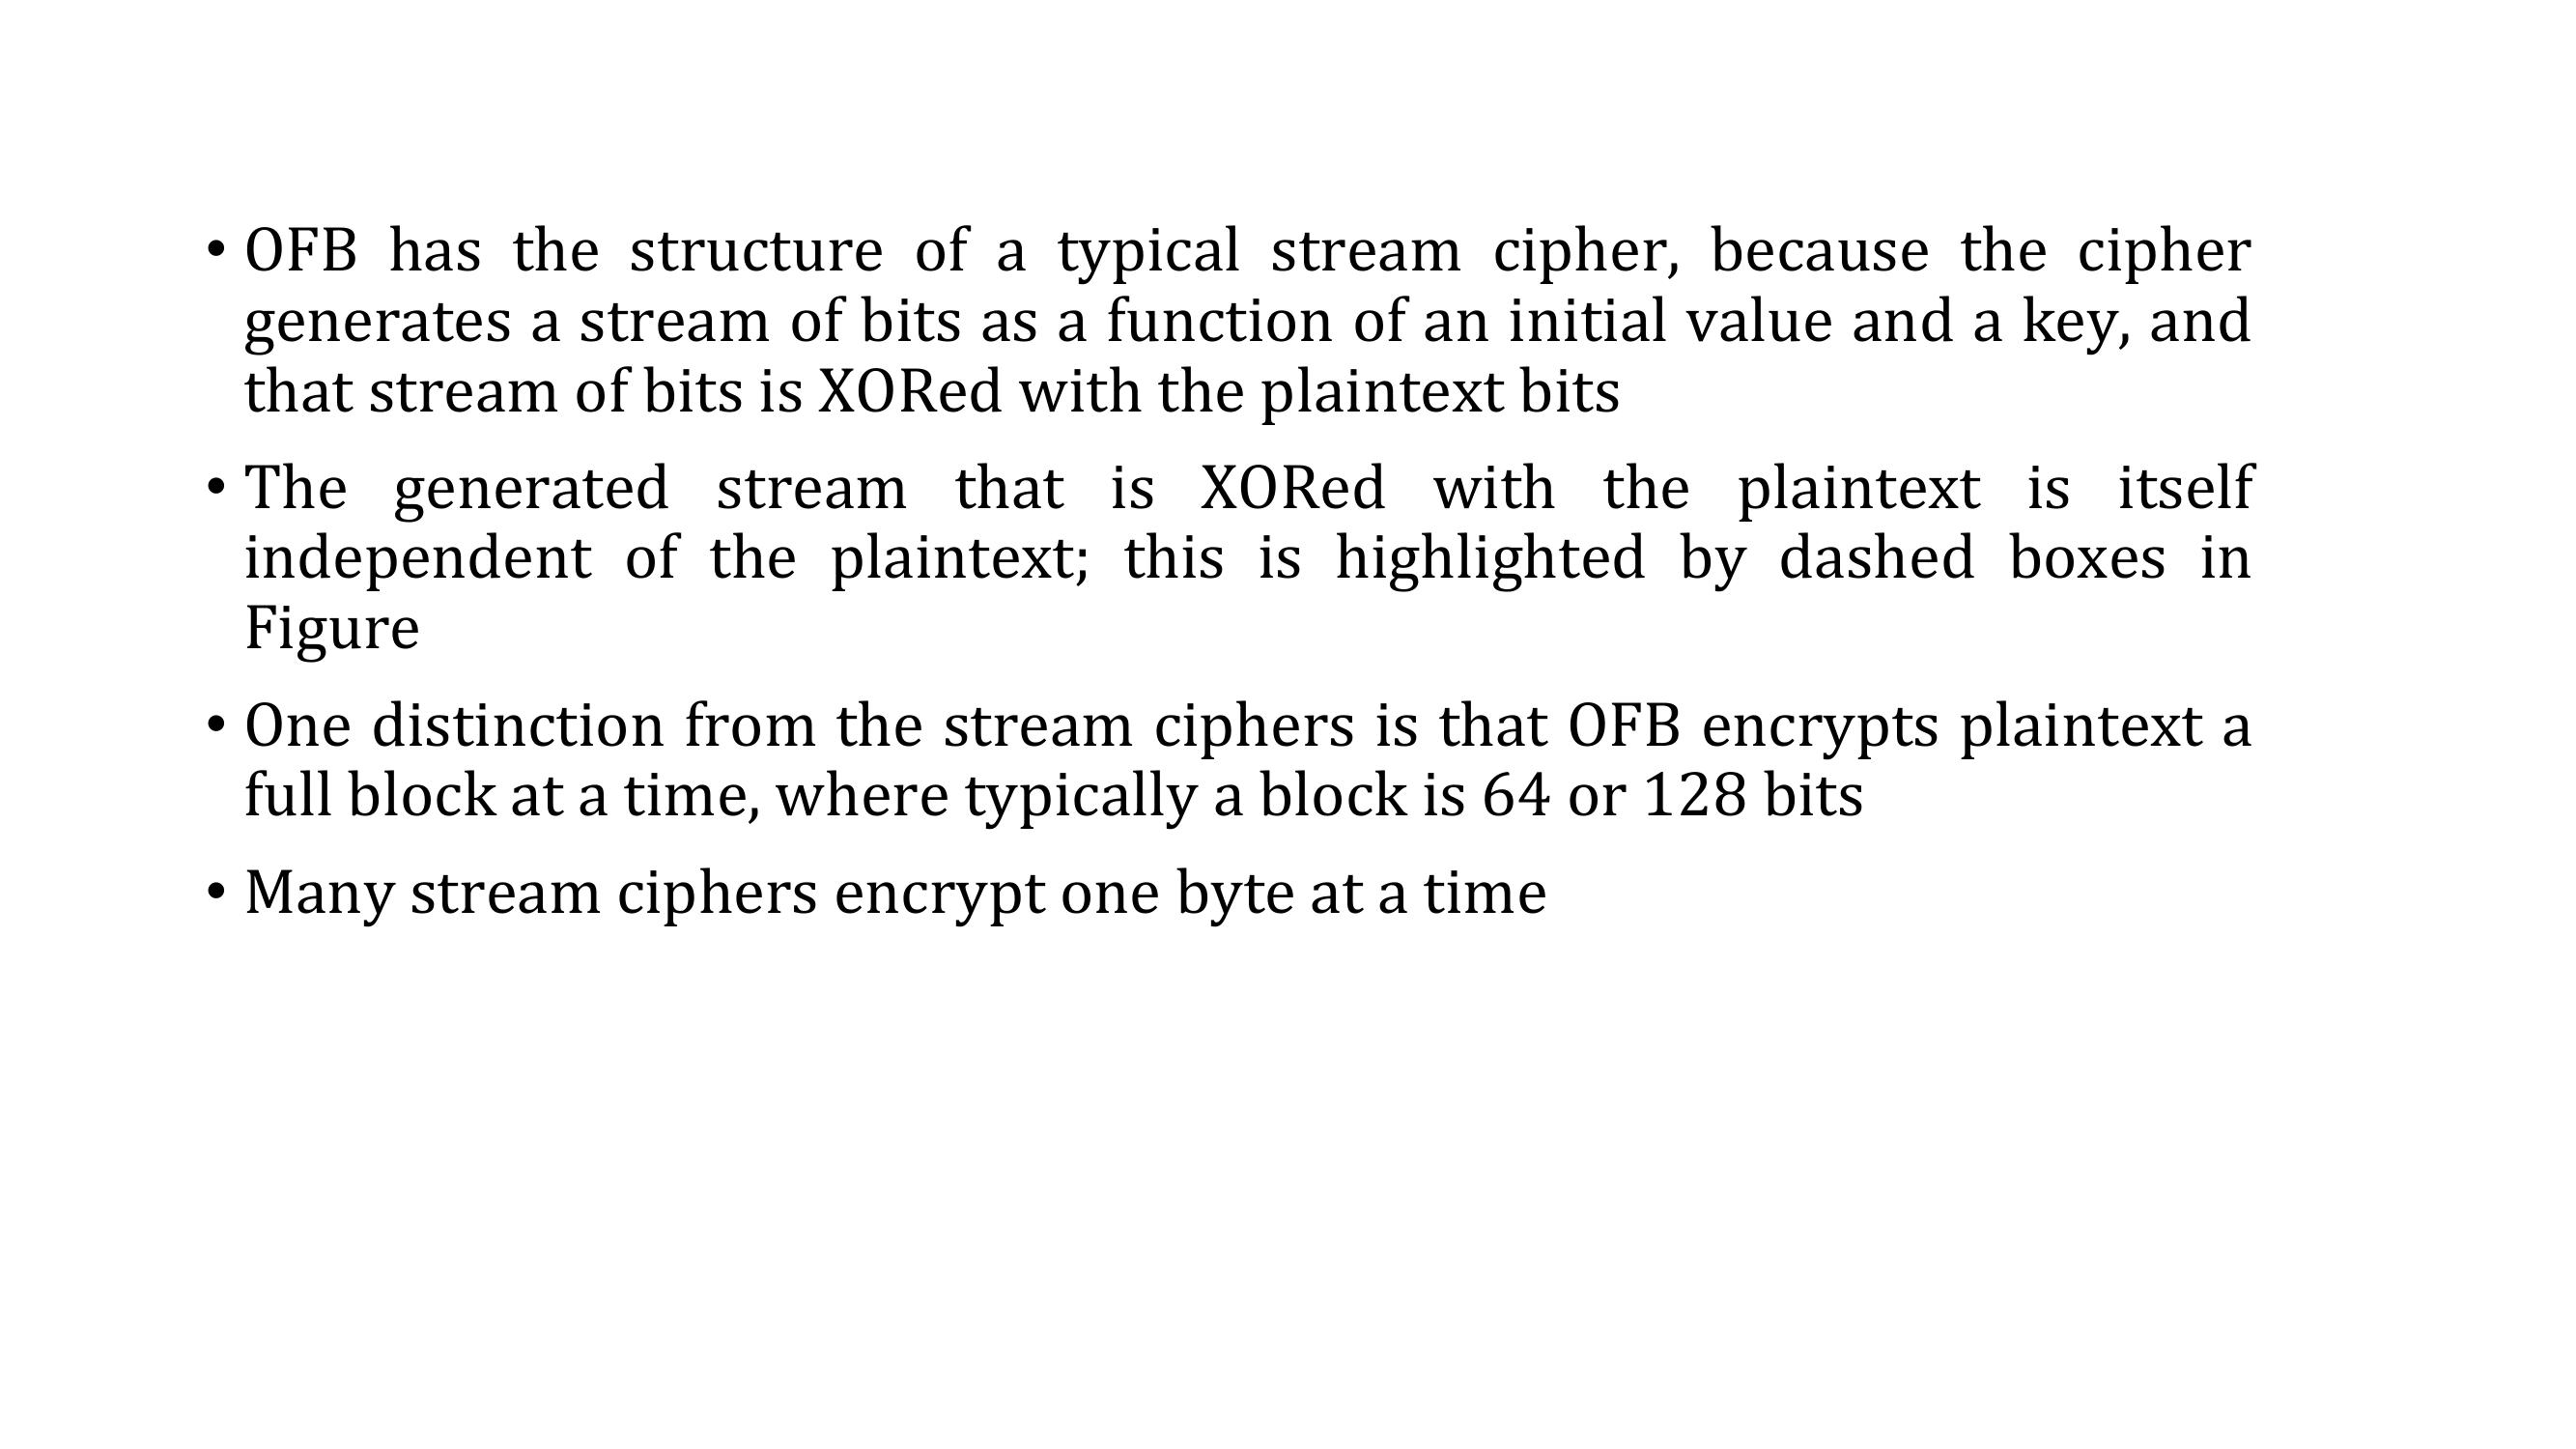 • OFB has the structure of a typical stream cipher, because the cipher
generates a stream of bits as a function of an initial value and a key, and
that stream of bits is XORed with the plaintext bits
• The generated stream that is XORed with the plaintext is itself
independent of the plaintext; this is highlighted by dashed boxes in
Figure
• One distinction from the stream ciphers is that OFB encrypts plaintext a
full block at a time, where typically a block is 64 or 128 bits
• Many stream ciphers encrypt one byte at a time